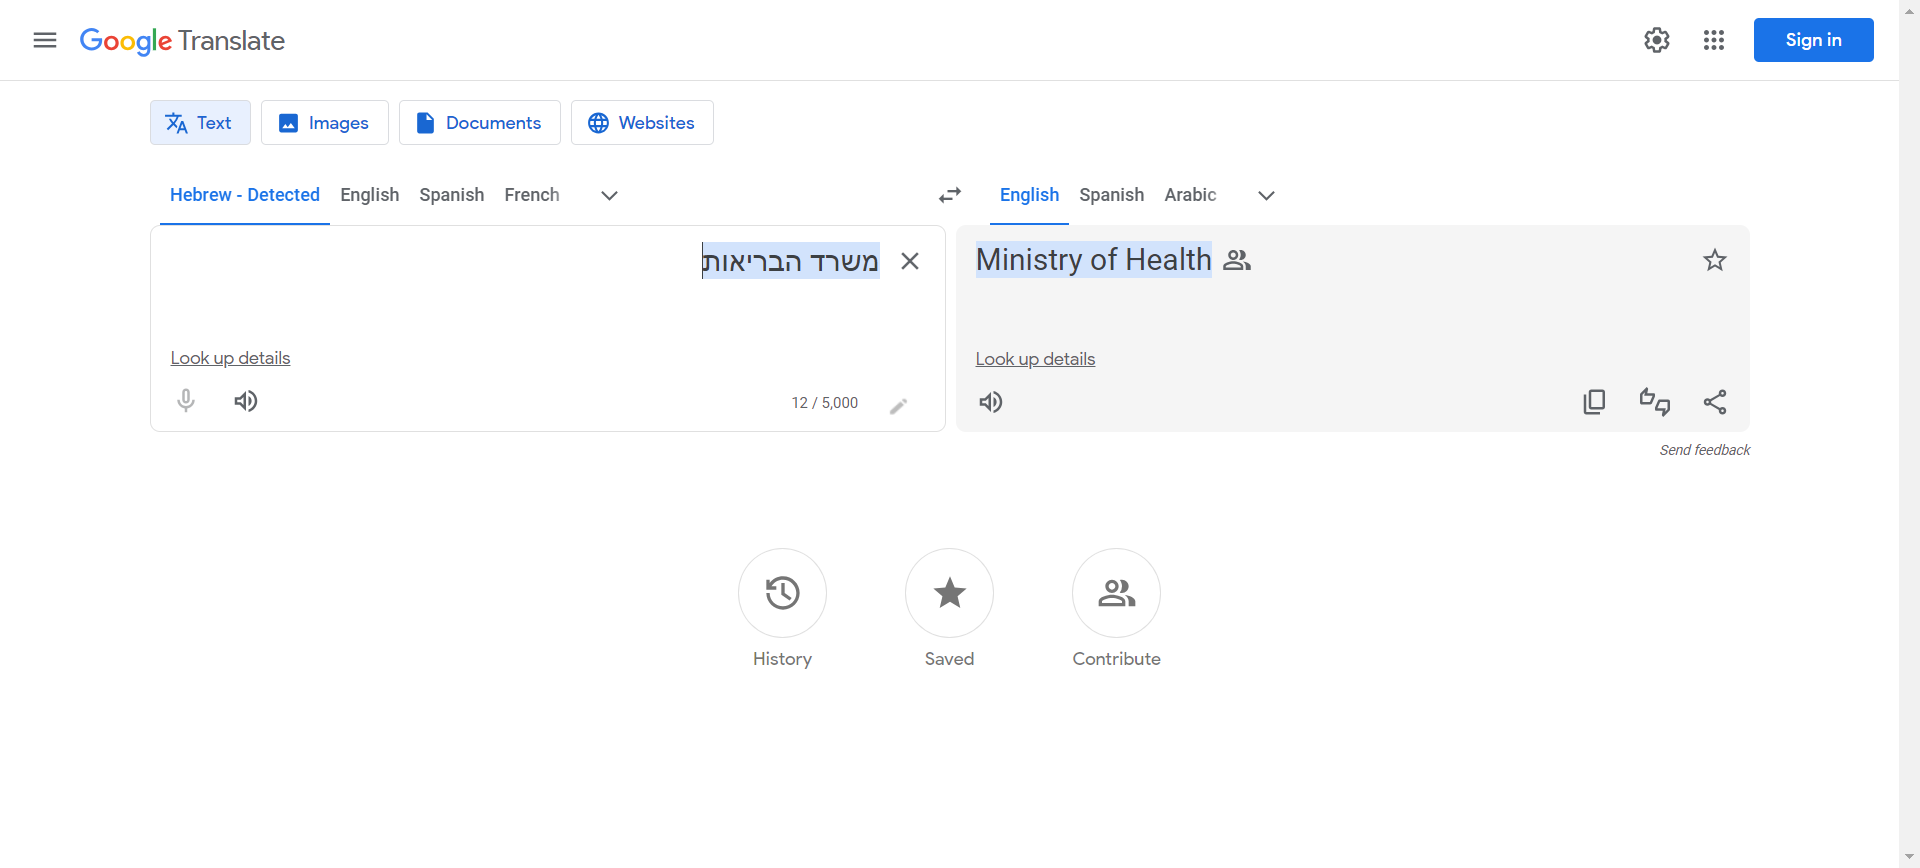 Google Translate
Sign in
Text
Images
Documents
Websites
Hebrew - Detected
English
Spanish
French
English
Spanish
Arabic
משרד הבריאות
Ministry of Health
Look up details
Look up details
12 / 5,000
Send feedback
History
Saved
Contribute